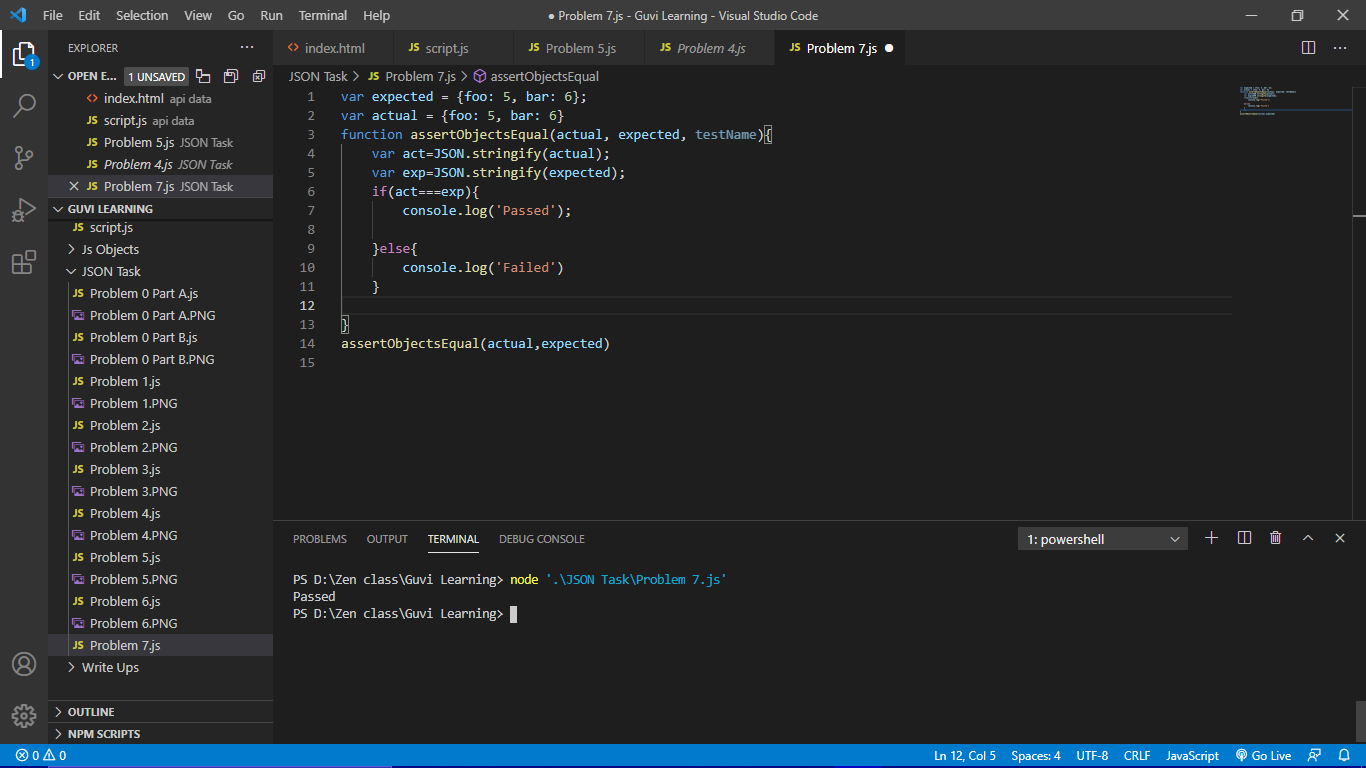 File Edit Selection View Go Run Terminal Help
● Problem 7.js - Guvi Learning - Visual Studio Code
1
EXPLORER
OPEN E... 1 UNSAVED
index.html api data
JS script.js api data
JS Problem 5.js JSON Task
JS Problem 4.js JSON Task
JS Problem 7.js JSON Task
GUVI LEARNING
JS script.js
Js Objects
JSON Task
JS Problem 0 Part A.js
Problem 0 Part A.PNG
JS Problem 0 Part B.js
Problem 0 Part B.PNG
JS Problem 1.js
Problem 1.PNG
JS Problem 2.js
Problem 2.PNG
JS Problem 3.js
Problem 3.PNG
JS Problem 4.js
Problem 4.PNG
JS Problem 5.js
Problem 5.PNG
JS Problem 6.js
Problem 6.PNG
JS Problem 7.js
Write Ups
OUTLINE
NPM SCRIPTS
index.html JS script.js JS Problem 5.js JS Problem 4.js JS Problem 7.js ●
JSON Task > JS Problem 7.js > assertObjectsEqual
1 var expected = {foo: 5, bar: 6};
2 var actual = {foo: 5, bar: 6}
3 function assertObjectsEqual(actual, expected, testName){
4     var act=JSON.stringify(actual);
5     var exp=JSON.stringify(expected);
6     if(act===exp){
7         console.log('Passed');
8
9     }else{
10         console.log('Failed')
11     }
12
13 }
14 assertObjectsEqual(actual,expected)
15
PROBLEMS OUTPUT TERMINAL DEBUG CONSOLE 1: powershell
PS D:\Zen class\Guvi Learning> node '.\JSON Task\Problem 7.js'
Passed
PS D:\Zen class\Guvi Learning>
0 0 Ln 12, Col 5 Spaces: 4 UTF-8 CRLF JavaScript Go Live